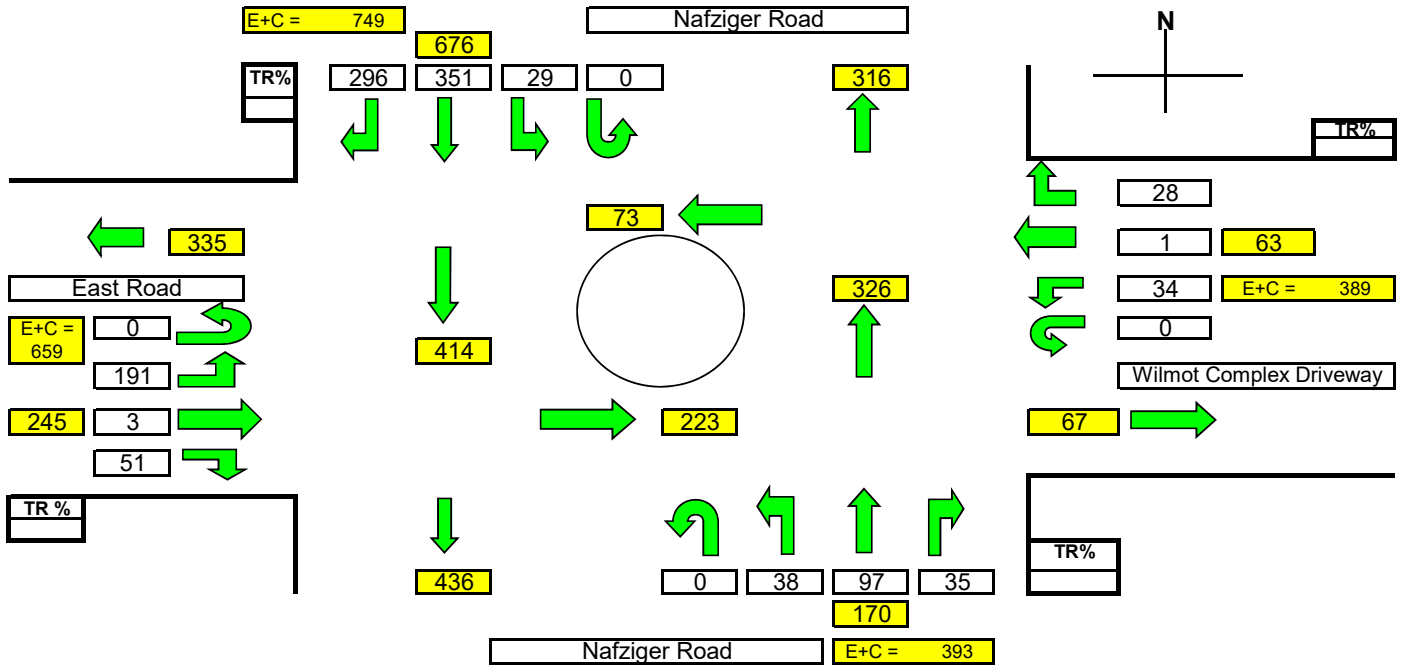 E+C = 749
Nafziger Road
N
676
TR%
296 351 29 0
316
TR%
28
73
1 63
335
East Road
326
34 E+C = 389
E+C =
659
0
0
414
191
Wilmot Complex Driveway
245 3
223
67
51
TR %
TR%
436
0 38 97 35
170
Nafziger Road
E+C = 393